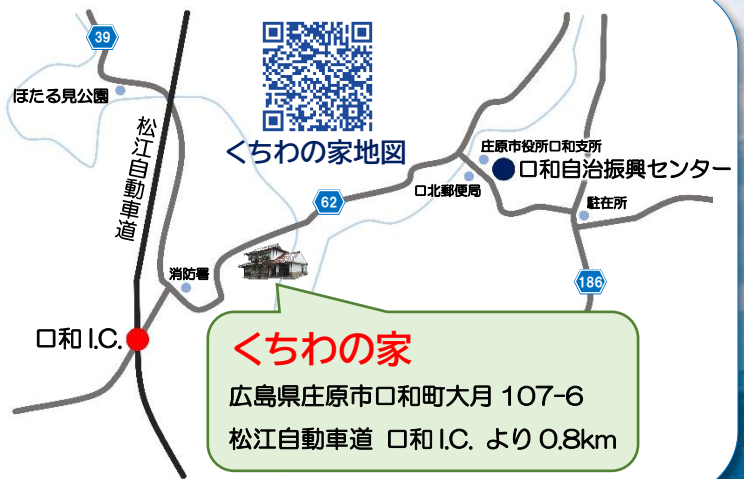 39
ほたる見公園
松江自動車道
くちわの家地図
庄原市役所口和支所
口和自治振興センター
口北郵便局
駐在所
62
消防署
186
口和 I.C.
くちわの家
広島県庄原市口和町大月 107-6
松江自動車道 口和 I.C. より 0.8km